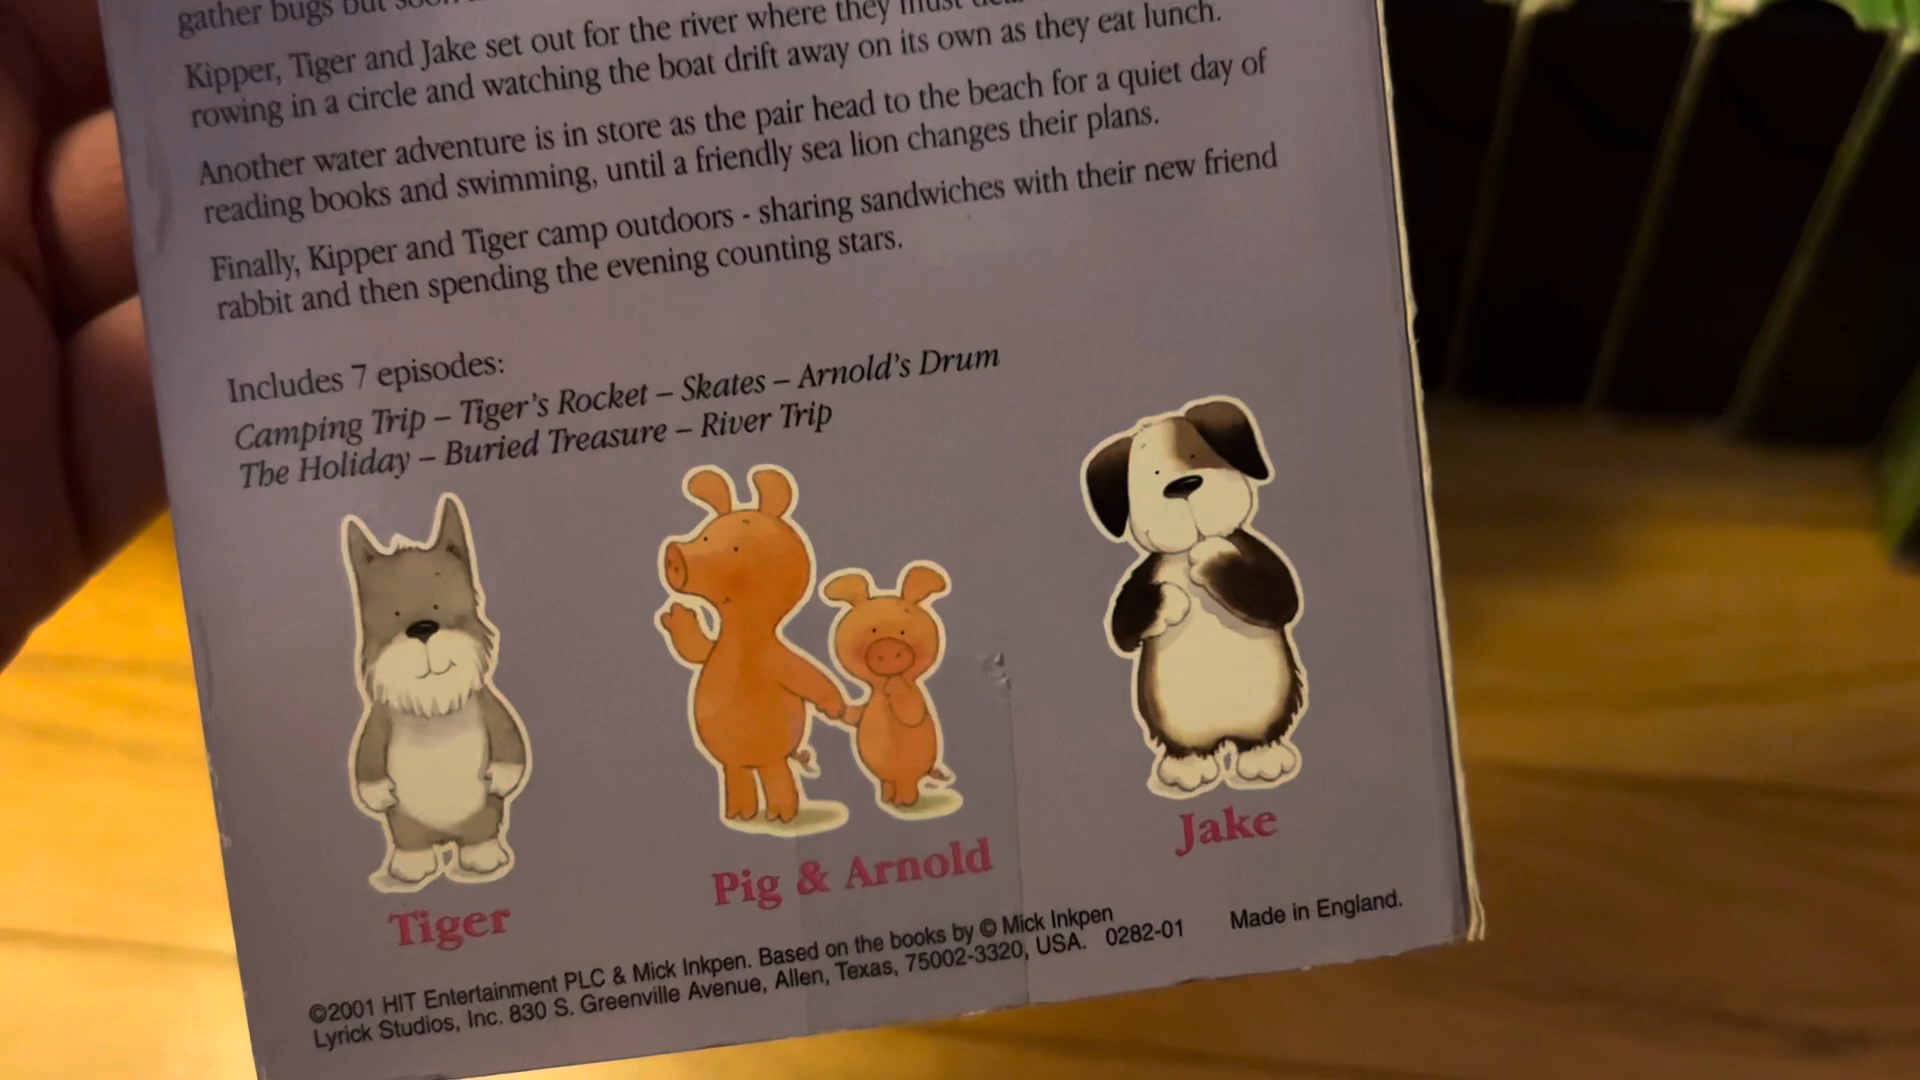 gather bugs but soon
Kipper, Tiger and Jake set out for the river where they must
rowing in a circle and watching the boat drift away on its own as they eat lunch.
Another water adventure is in store as the pair head to the beach for a quiet day of
reading books and swimming, until a friendly sea lion changes their plans.
Finally, Kipper and Tiger camp outdoors - sharing sandwiches with their new friend
rabbit and then spending the evening counting stars.
Includes 7 episodes:
Camping Trip – Tiger's Rocket – Skates – Arnold's Drum
The Holiday – Buried Treasure – River Trip
Tiger
Pig & Arnold
Jake
©2001 HIT Entertainment PLC & Mick Inkpen. Based on the books by © Mick Inkpen
Lyrick Studios, Inc. 830 S. Greenville Avenue, Allen, Texas, 75002-3320, USA. 0282-01 Made in England.